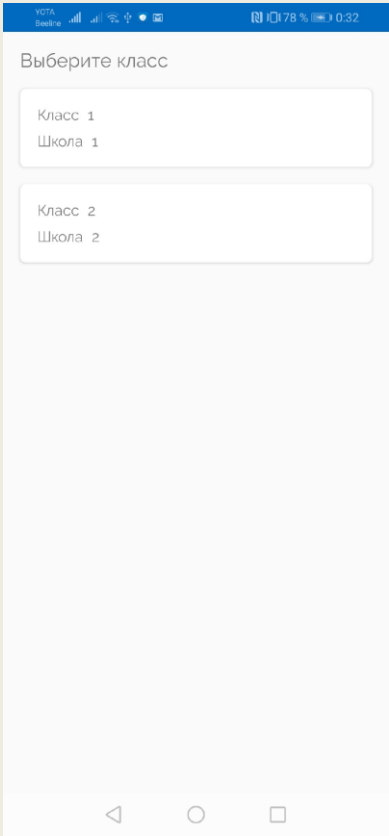 YOTA
Beeline
78 % 0:32
Выберите класс
Класс 1
Школа 1
Класс 2
Школа 2